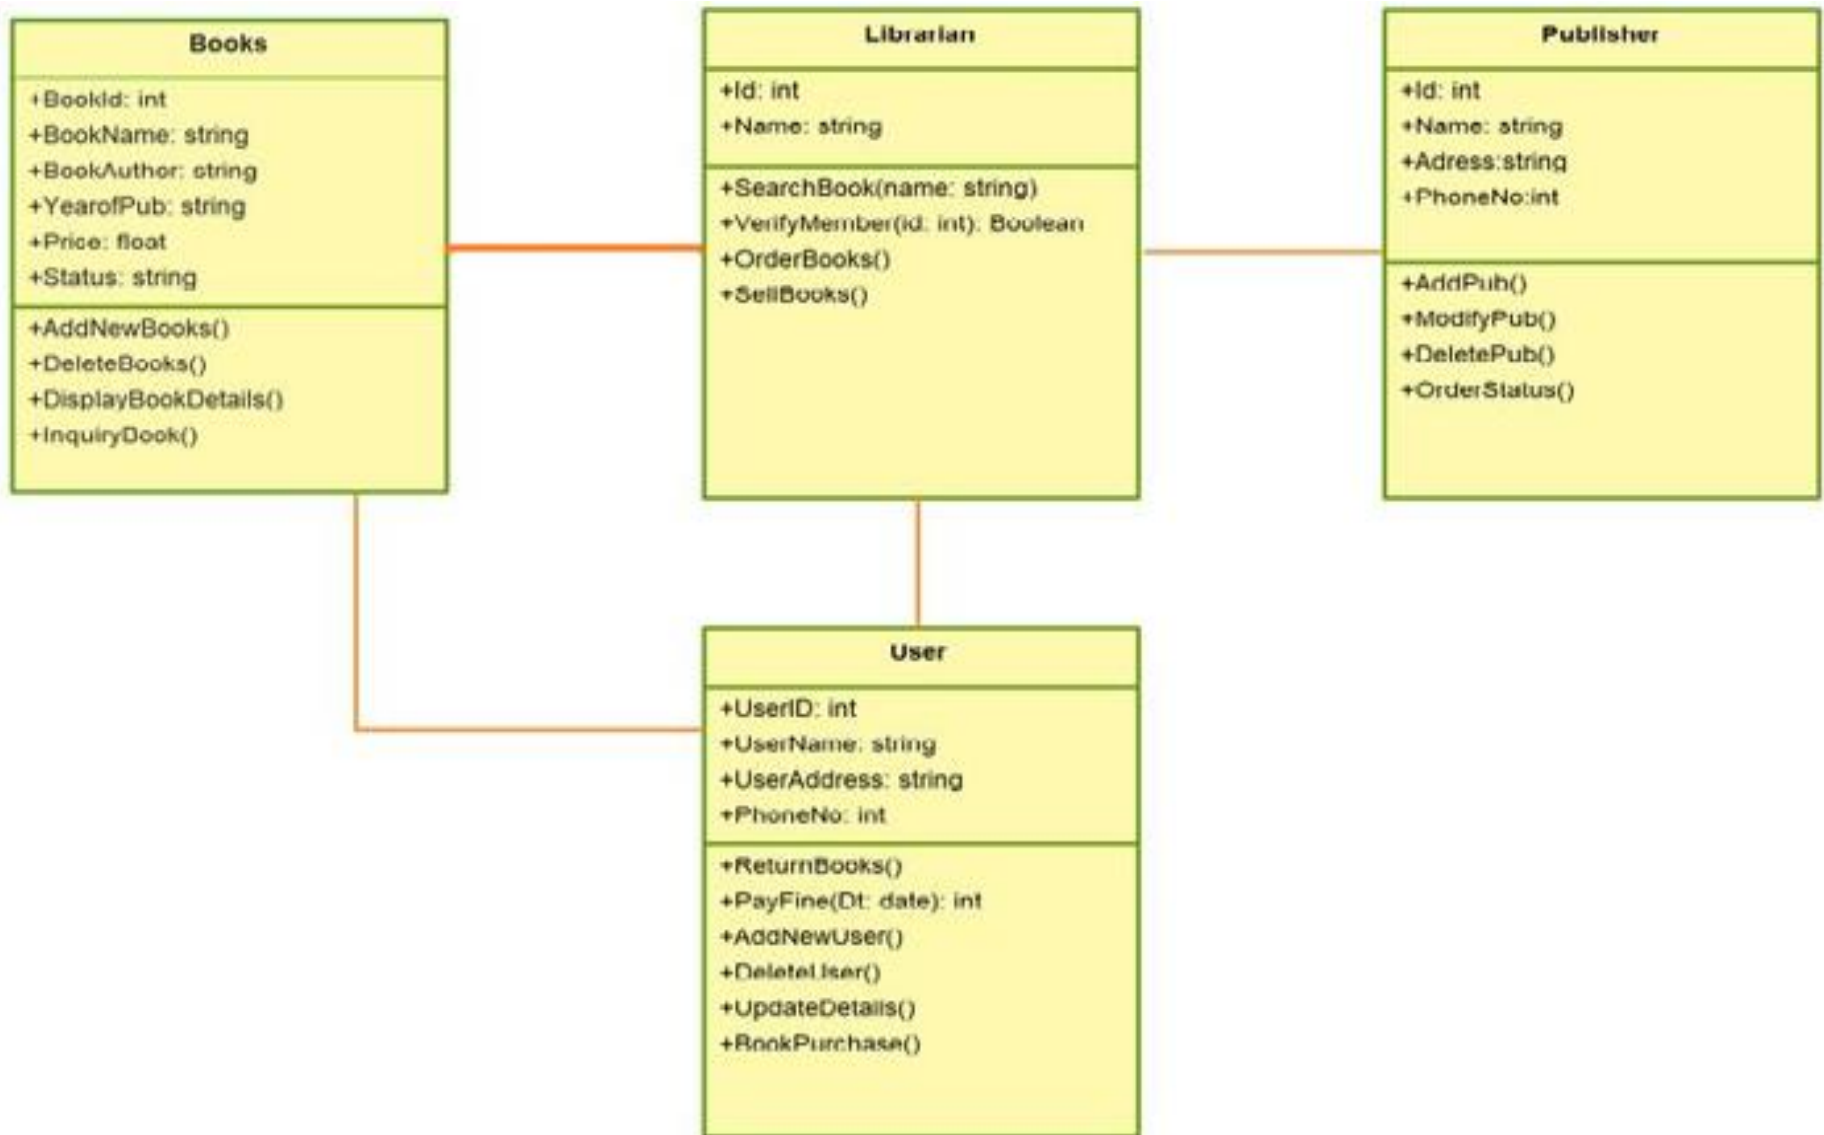 Books
+BookId: int
+BookName: string
+BookAuthor: string
+YearofPub: string
+Price: float
+Status: string
+AddNewBooks()
+DeleteBooks()
+DisplayBookDetails()
+InquiryBook()
Librarian
+Id: int
+Name: string
+SearchBook(name: string)
+VerifyMember(id: int): Boolean
+OrderBooks()
+SellBooks()
Publisher
+Id: int
+Name: string
+Adress:string
+PhoneNo:int
+AddPub()
+ModifyPub()
+DeletePub()
+OrderStatus()
User
+UserID: int
+UserName: string
+UserAddress: string
+PhoneNo: int
+ReturnBooks()
+PayFine(Dt: date): int
+AddNewUser()
+DeleteUser()
+UpdateDetails()
+BookPurchase()